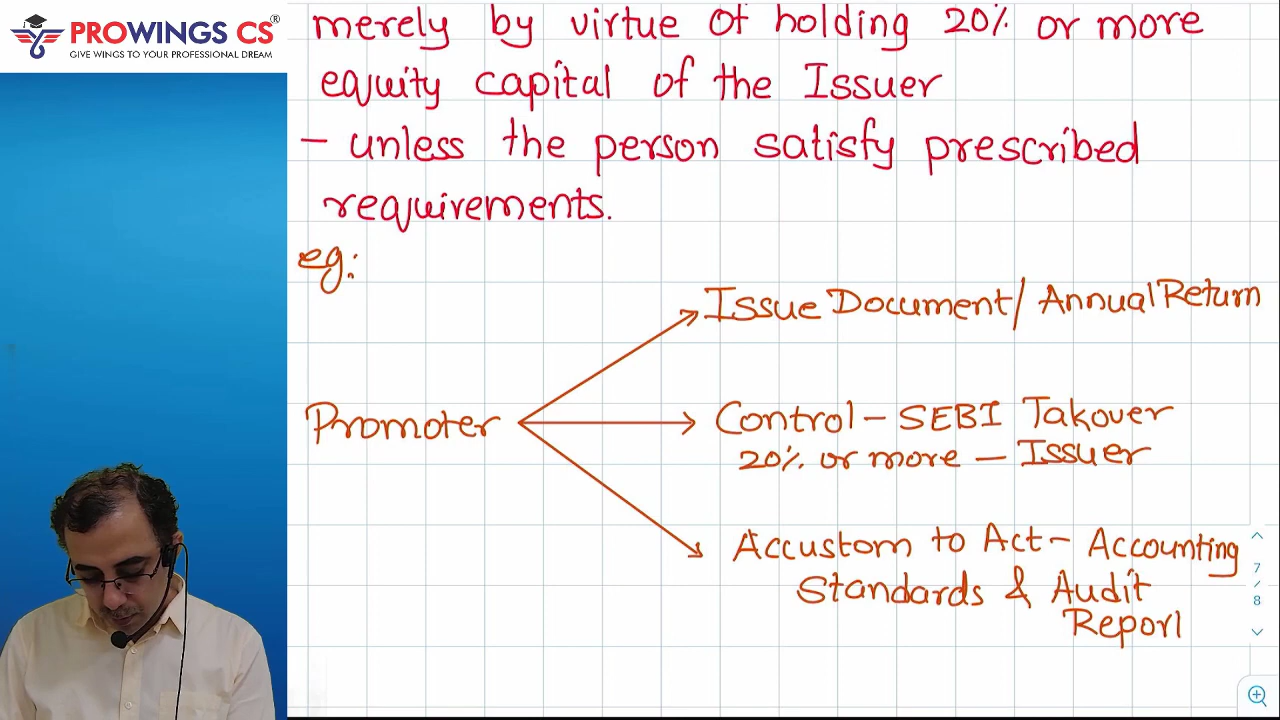 PROWINGS CS®
GIVE WINGS TO YOUR PROFESSIONAL DREAM
merely by virtue of holding 20% or more
equity capital of the Issuer
- unless the person satisfy prescribed
requirements.
eg:
Issue Document/ Annual Return
Promoter
Control - SEBI Takover
20% or more - Issuer
Accustom to Act - Accounting
Standards & Audit
Report
7
/
8